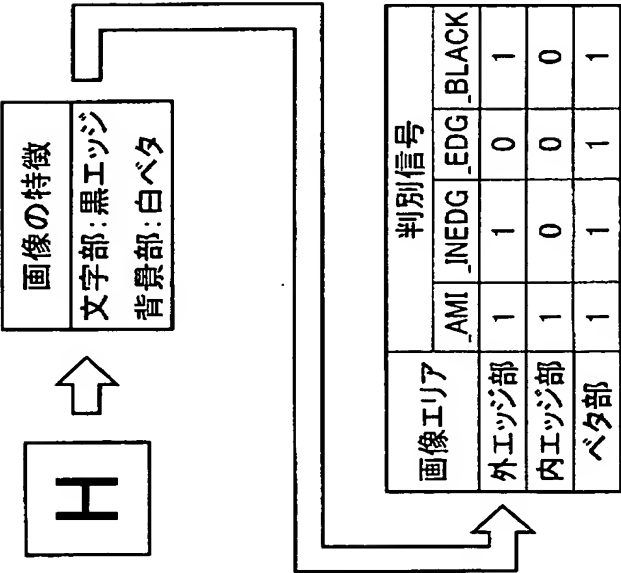 H
画像の特徴
文字部:黒エッジ
背景部:白ベタ
画像エリア 判別信号
_AMI _INEDG _EDG _BLACK
外エッジ部 1 1 0 1
内エッジ部 1 0 0 0
ベタ部 1 1 1 1